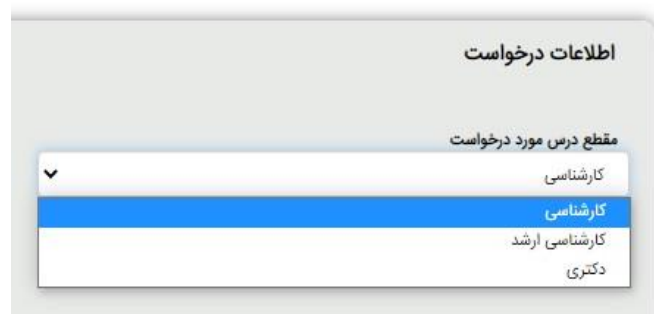 اطلاعات درخواست
مقطع درس مورد درخواست
کارشناسی
کارشناسی
کارشناسی ارشد
دکتری